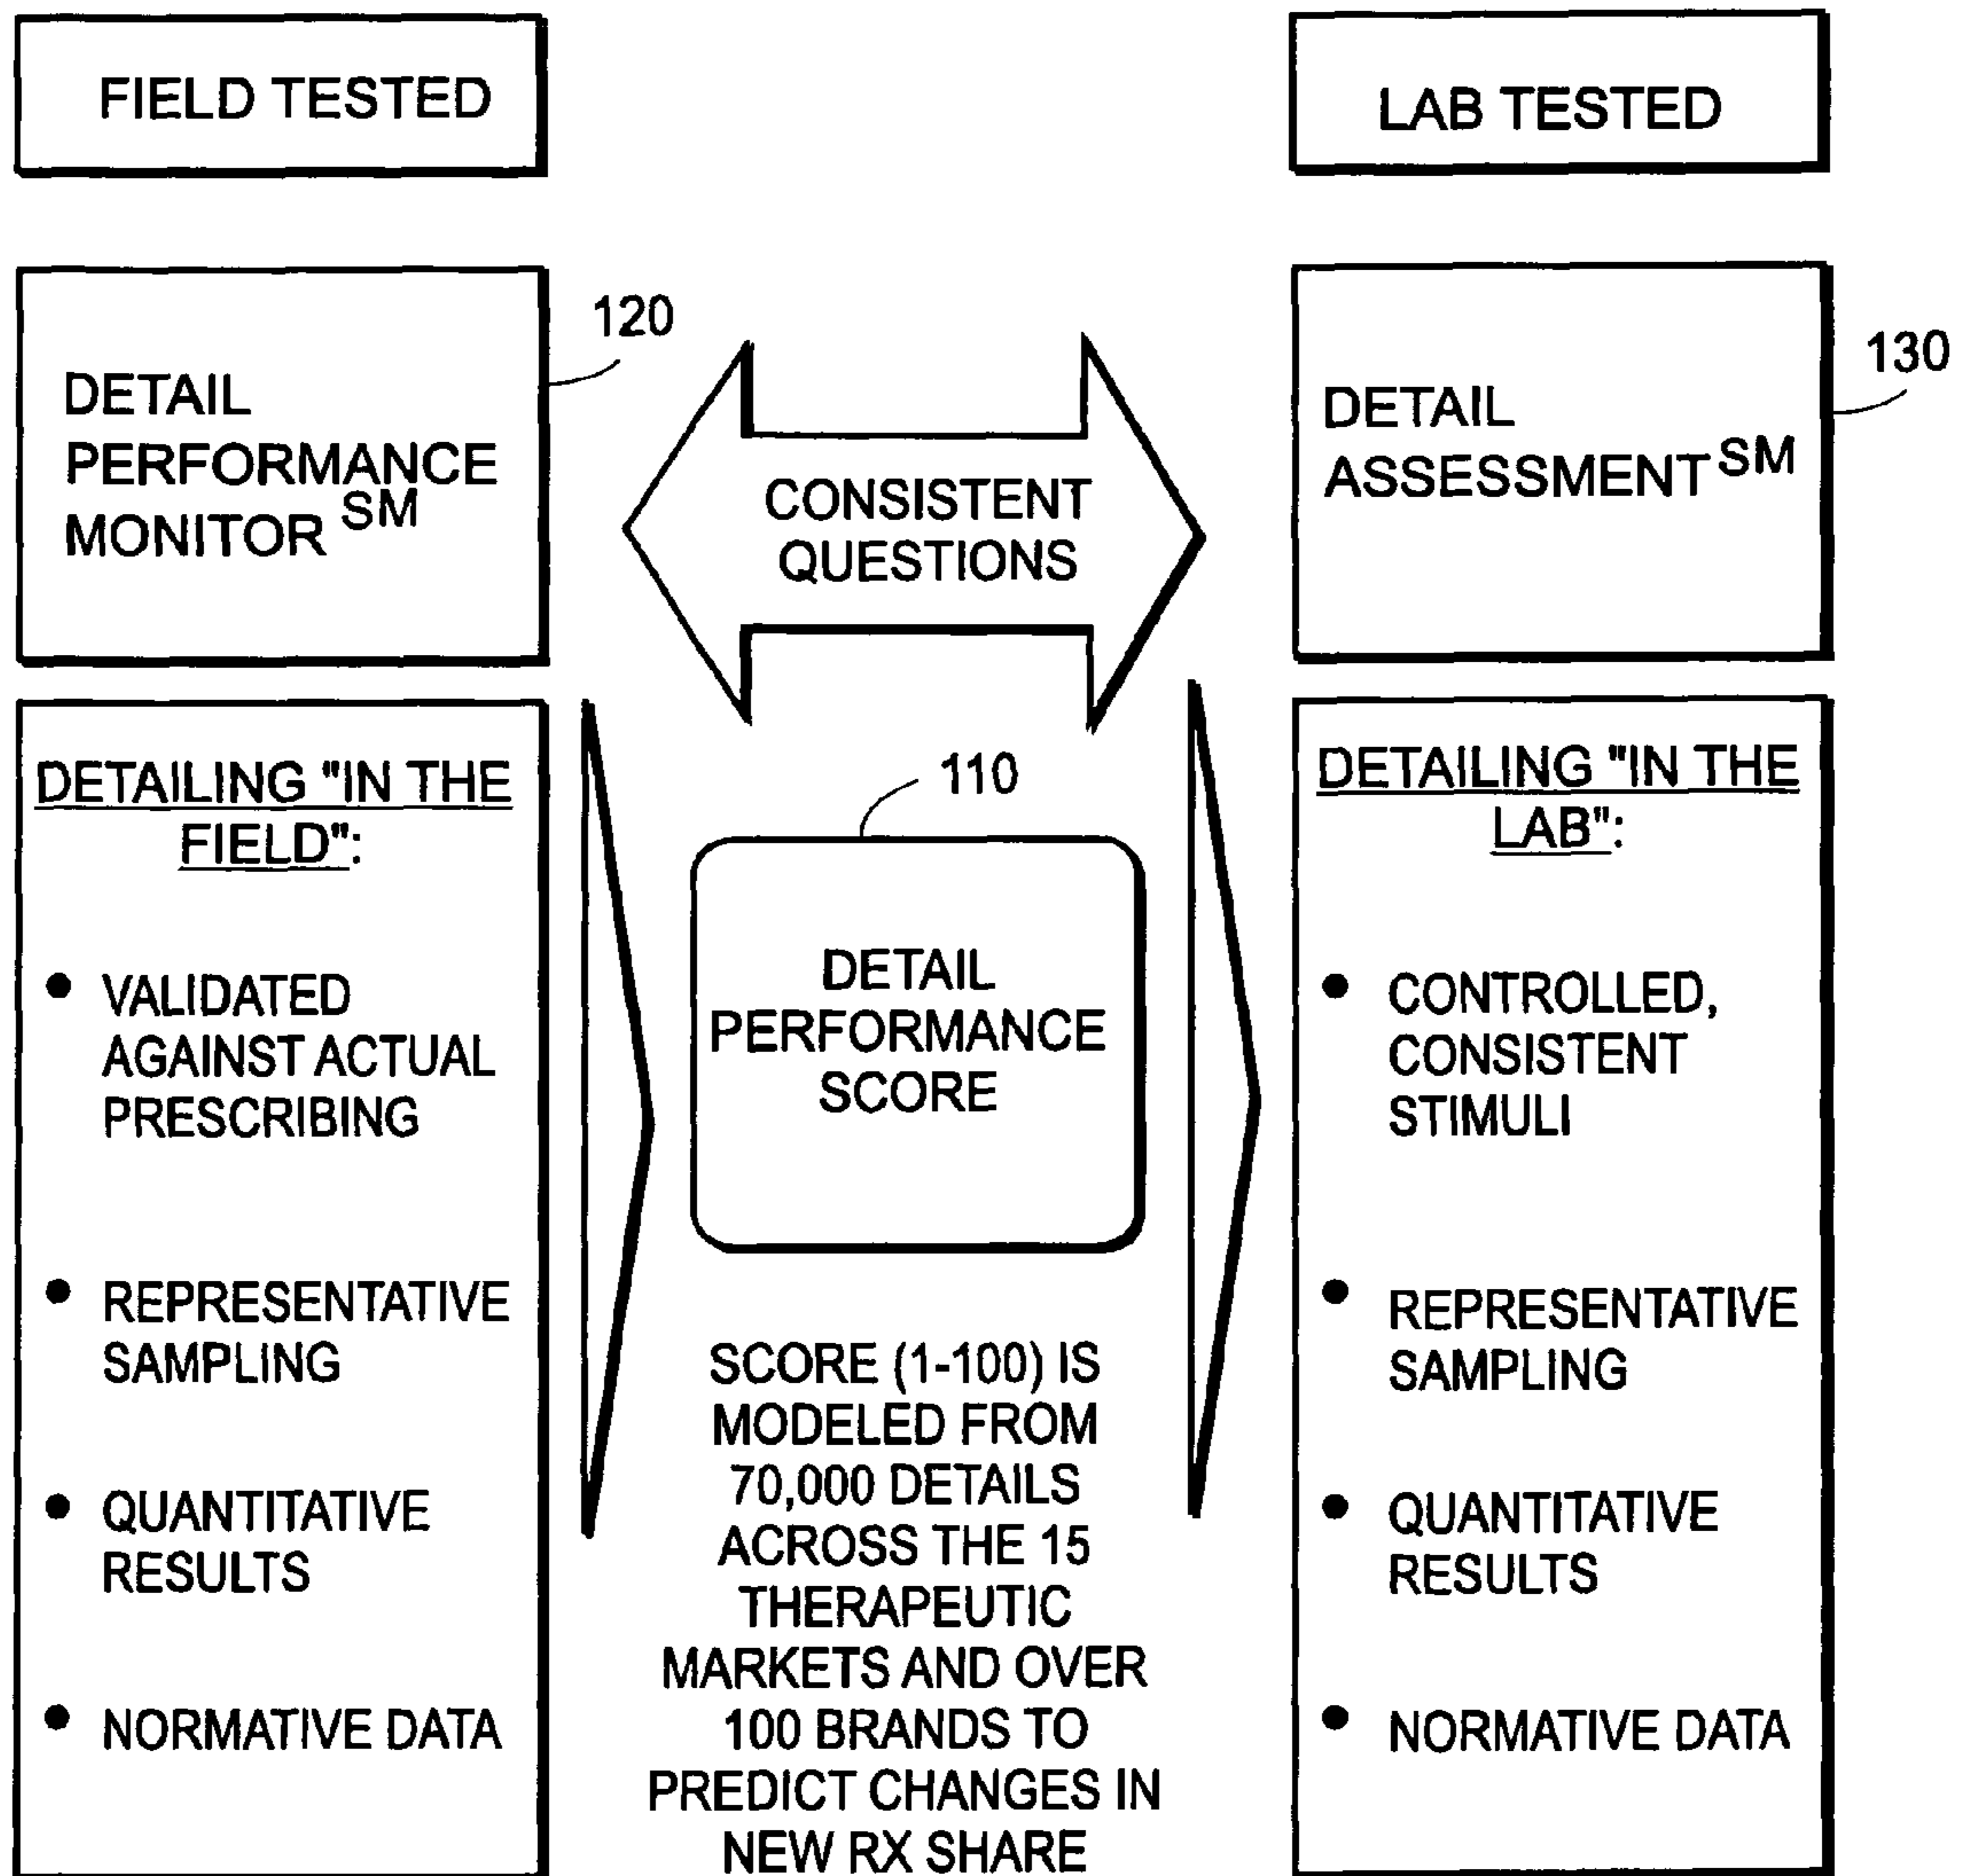 FIELD TESTED
LAB TESTED
DETAIL
PERFORMANCE
MONITOR SM
120
CONSISTENT
QUESTIONS
DETAIL
ASSESSMENT SM
130
DETAILING "IN THE
FIELD":
• VALIDATED
AGAINST ACTUAL
PRESCRIBING
• REPRESENTATIVE
SAMPLING
• QUANTITATIVE
RESULTS
• NORMATIVE DATA
110
DETAIL
PERFORMANCE
SCORE
SCORE (1-100) IS
MODELED FROM
70,000 DETAILS
ACROSS THE 15
THERAPEUTIC
MARKETS AND OVER
100 BRANDS TO
PREDICT CHANGES IN
NEW RX SHARE
DETAILING "IN THE
LAB":
• CONTROLLED,
CONSISTENT
STIMULI
• REPRESENTATIVE
SAMPLING
• QUANTITATIVE
RESULTS
• NORMATIVE DATA